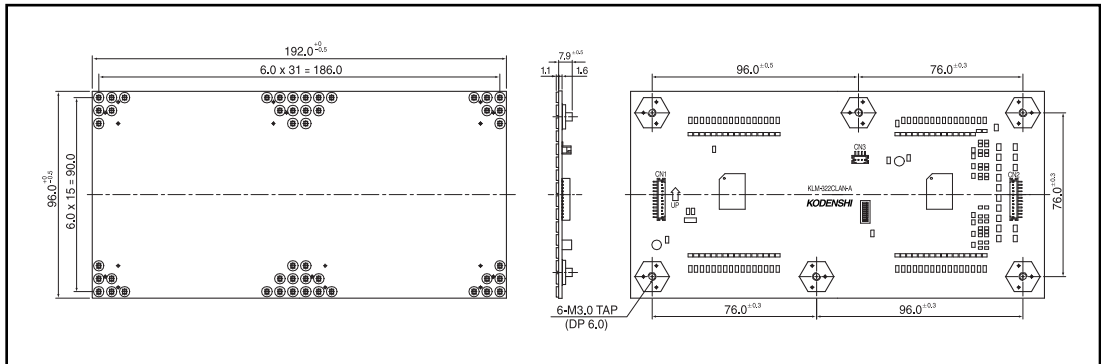 192.0 +0 -0.5
6.0 x 31 = 186.0
96.0 +0 -0.5
6.0 x 15 = 90.0
7.9 ±0.5
1.1
1.6
96.0 ±0.5
76.0 ±0.3
CN3
CN1
UP
KLM-322CLAN-A
KODENSHI
CN2
76.0 ±0.3
6-M3.0 TAP
(DP 6.0)
76.0 ±0.3
96.0 ±0.3